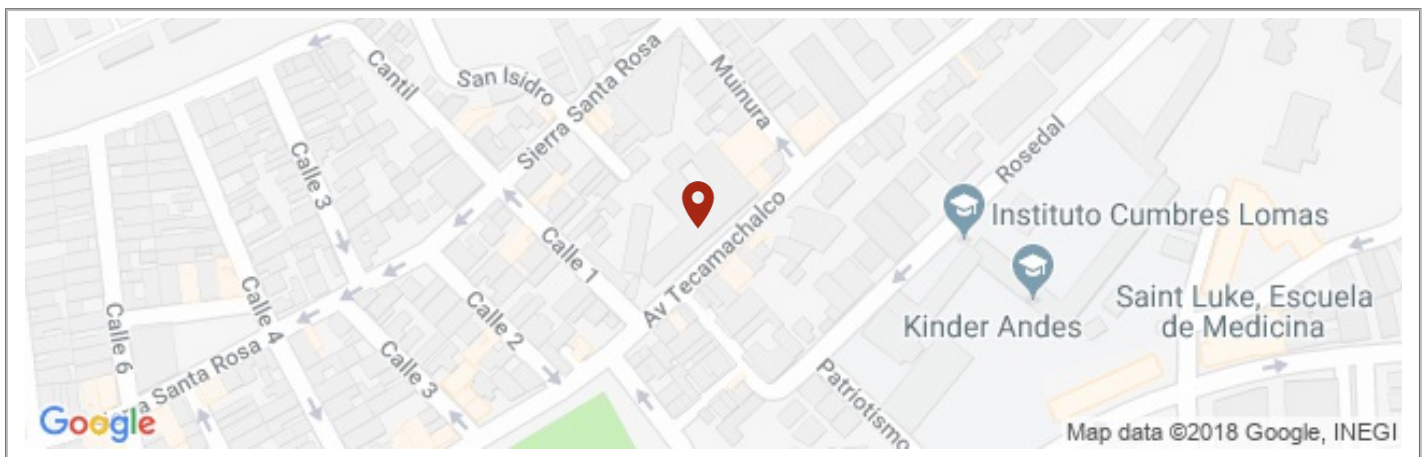 Cantil
San Isidro
Sierra Santa Rosa
Muinura
Calle 3
Rosedal
Instituto Cumbres Lomas
Calle 1
Av Tecamachalco
Calle 6
Calle 4
Calle 2
Kinder Andes
Saint Luke, Escuela
de Medicina
Santa Rosa
Calle 3
Patriotismo
Google
Map data ©2018 Google, INEGI